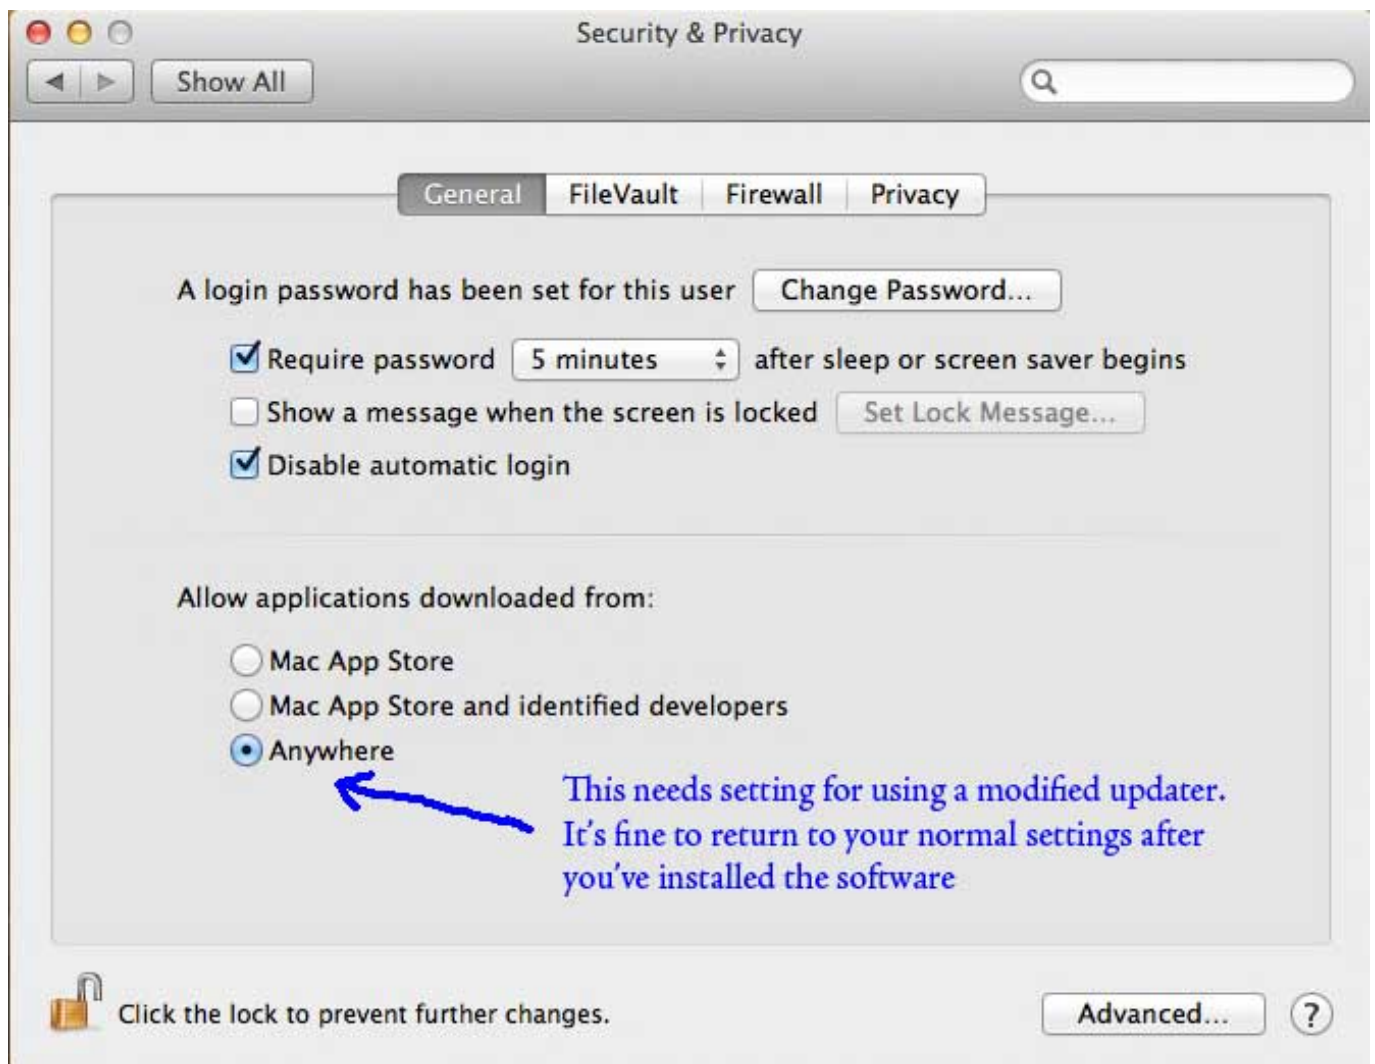 Security & Privacy
Show All
General FileVault Firewall Privacy
A login password has been set for this user Change Password...
Require password 5 minutes after sleep or screen saver begins
Show a message when the screen is locked Set Lock Message...
Disable automatic login
Allow applications downloaded from:
Mac App Store
Mac App Store and identified developers
Anywhere
This needs setting for using a modified updater.
It's fine to return to your normal settings after
you've installed the software
Click the lock to prevent further changes. Advanced... ?